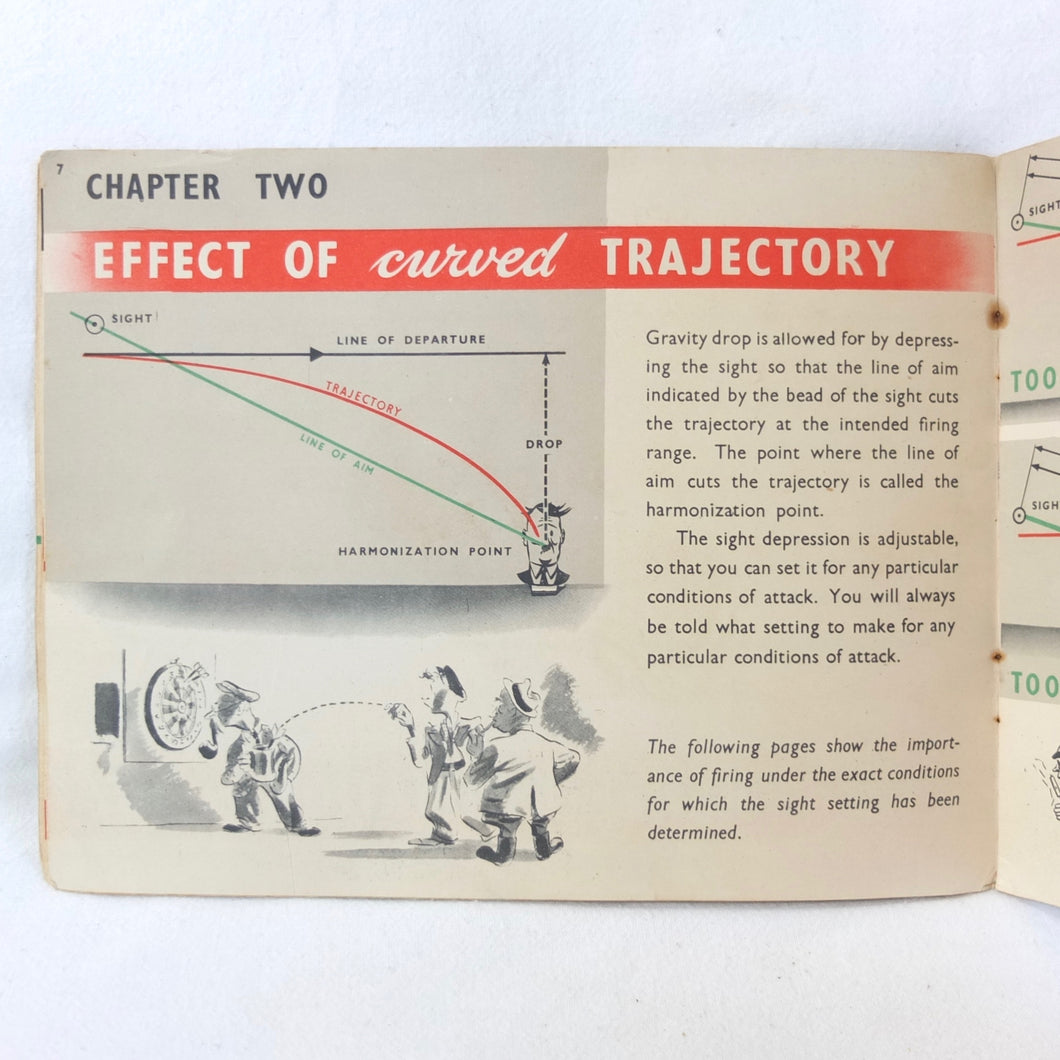 7
CHAPTER TWO
EFFECT OF curved TRAJECTORY
SIGHT
LINE OF DEPARTURE
TRAJECTORY
LINE OF AIM
DROP
HARMONIZATION POINT
Gravity drop is allowed for by depress-
ing the sight so that the line of aim
indicated by the bead of the sight cuts
the trajectory at the intended firing
range. The point where the line of
aim cuts the trajectory is called the
harmonization point.
The sight depression is adjustable,
so that you can set it for any particular
conditions of attack. You will always
be told what setting to make for any
particular conditions of attack.
The following pages show the import-
ance of firing under the exact conditions
for which the sight setting has been
determined.
SIGHT
TOO
SIGH
TOO